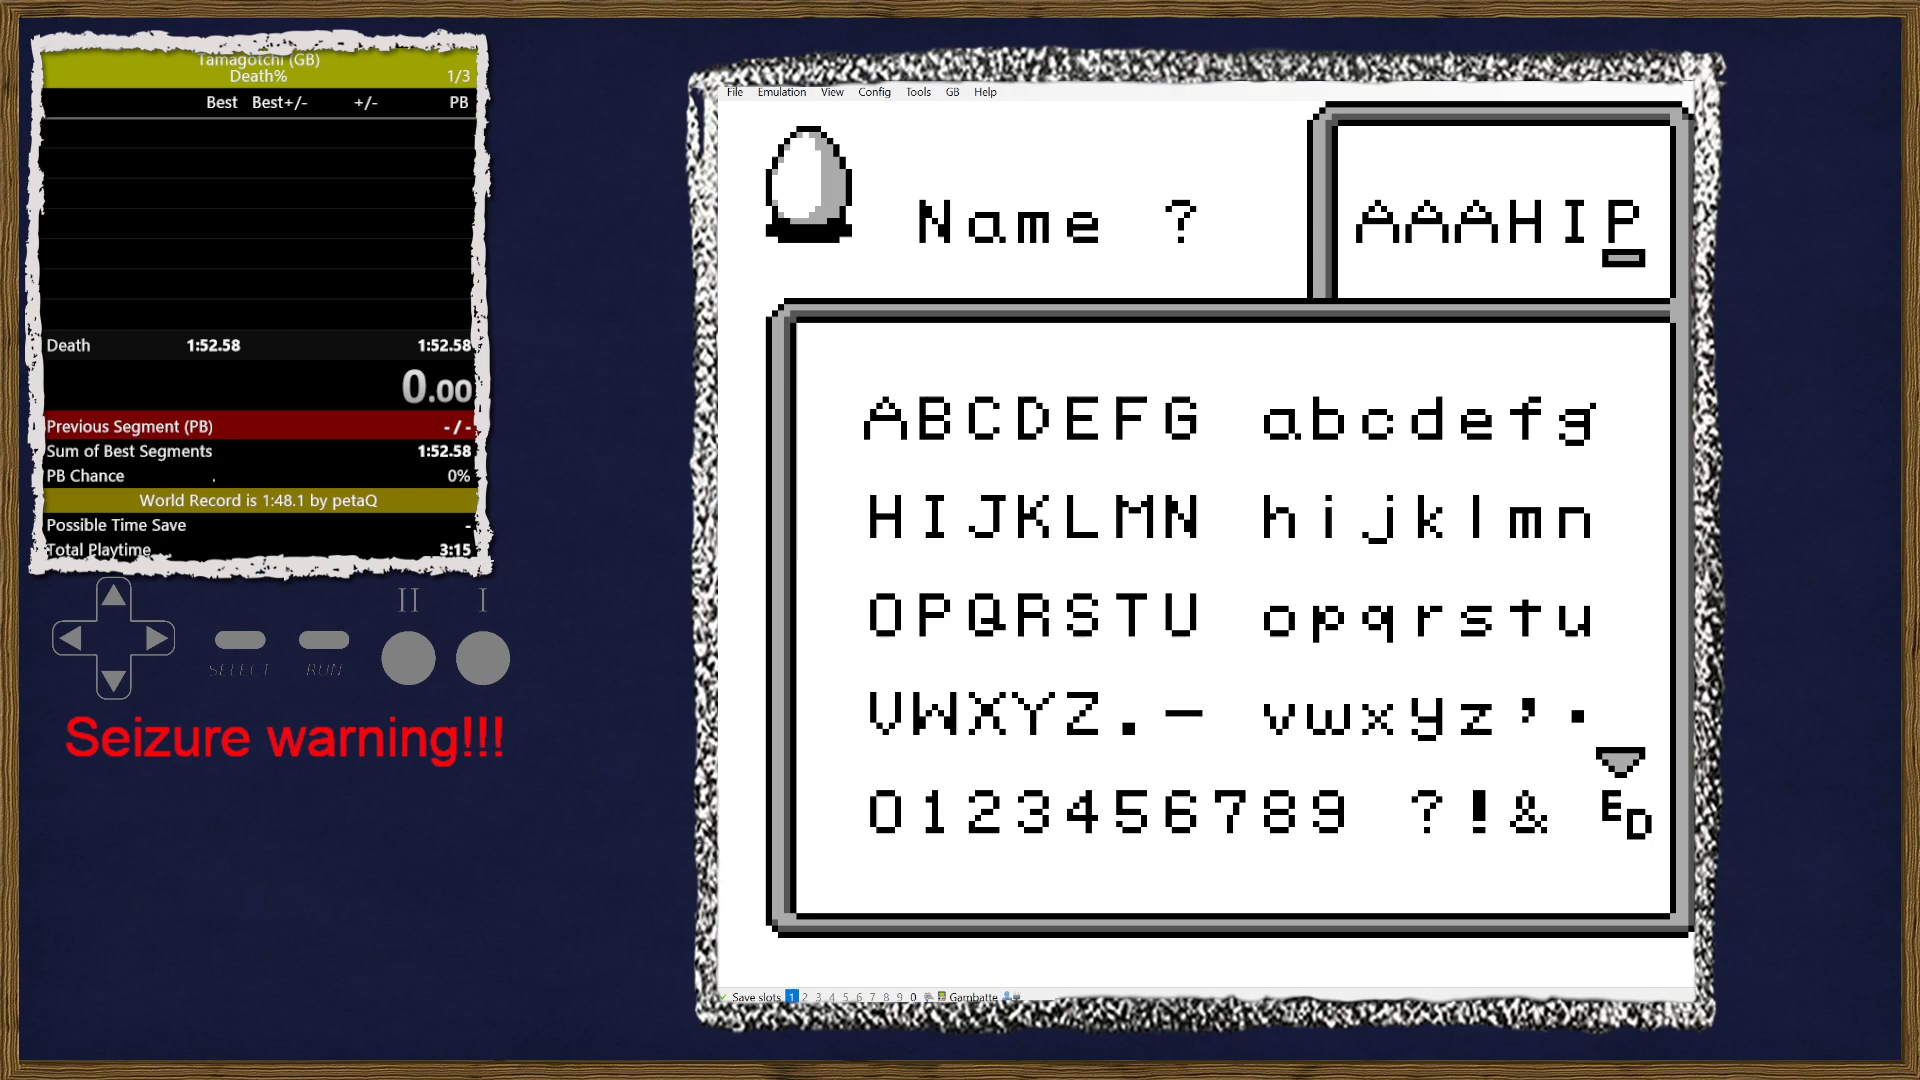 Tamagotchi (GB)
Death% 1/3
Best Best+/- +/- PB
Death 1:52.58 1:52.58
0.00
Previous Segment (PB) - / -
Sum of Best Segments 1:52.58
PB Chance 0%
World Record is 1:48.1 by petaQ
Possible Time Save -
Total Playtime 3:15
II I
SELECT RUN
Seizure warning!!!
File Emulation View Config Tools GB Help
Name ? AAAHIP
ABCDEFG abcdefg
HIJKLMN hijklmn
OPQRSTU opqrstu
VWXYZ.- vwxyz’·
0123456789 ?!& ED
Save slots 1 2 3 4 5 6 7 8 9 0 Gambatte